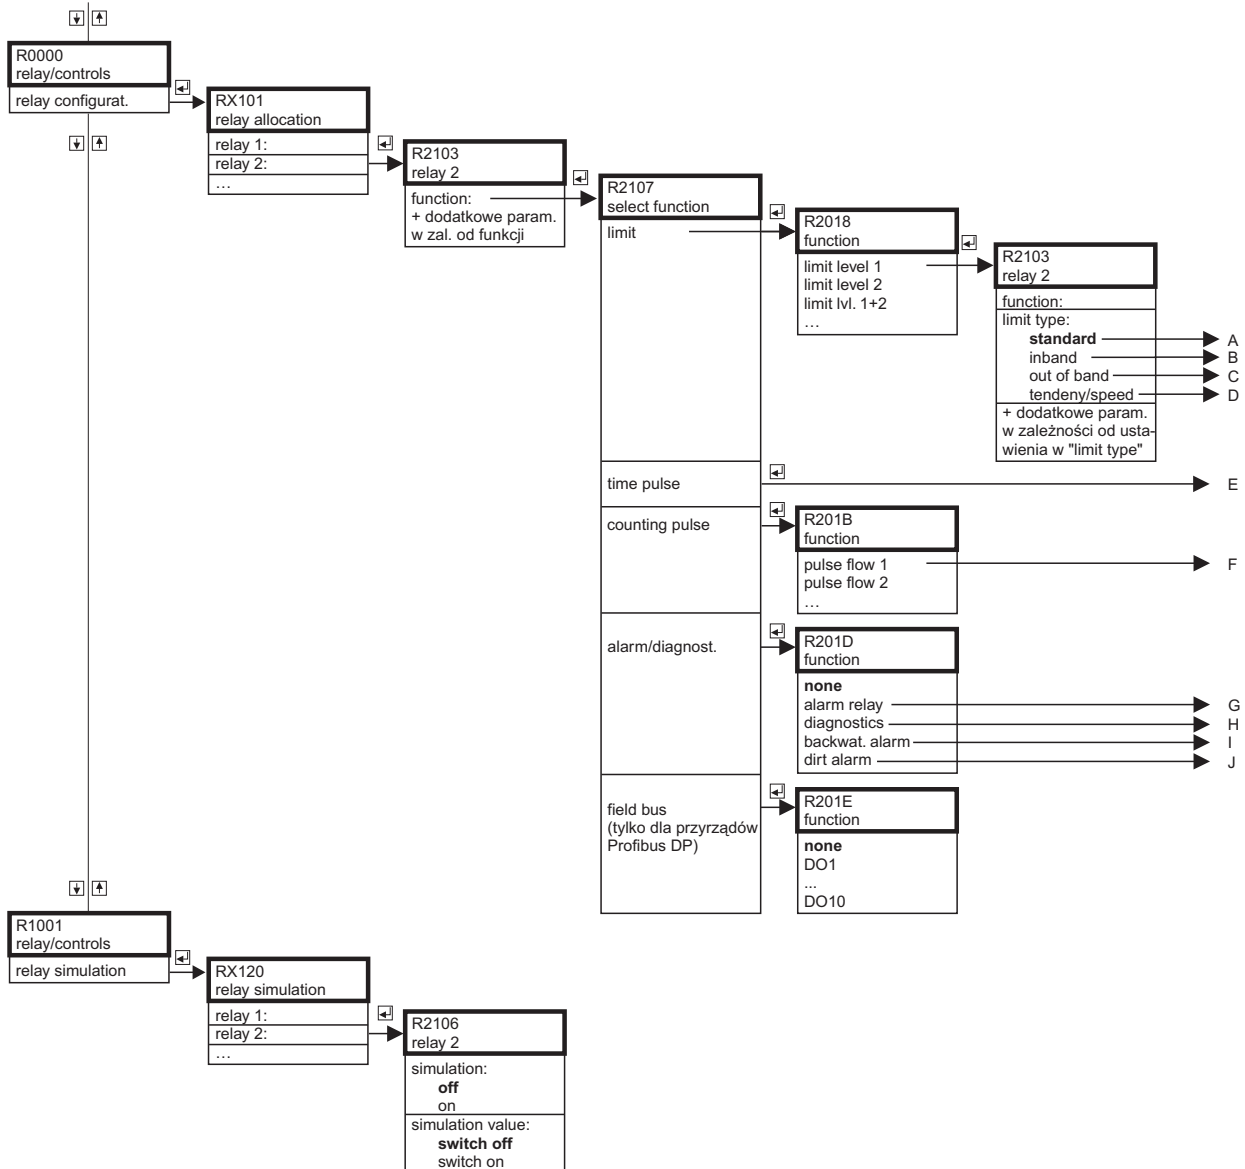 R0000
relay/controls
relay configurat.
RX101
relay allocation
relay 1:
relay 2:
...
R2103
relay 2
function:
+ dodatkowe param.
w zal. od funkcji
R2107
select function
limit
R2018
function
limit level 1
limit level 2
limit lvl. 1+2
...
R2103
relay 2
function:
limit type:
standard
A
inband
B
out of band
C
tendeny/speed
D
+ dodatkowe param.
w zależności od usta-
wienia w "limit type"
time pulse
E
counting pulse
R201B
function
pulse flow 1
F
pulse flow 2
...
alarm/diagnost.
R201D
function
none
alarm relay
G
diagnostics
H
backwat. alarm
I
dirt alarm
J
field bus
(tylko dla przyrządów
Profibus DP)
R201E
function
none
DO1
...
DO10
R1001
relay/controls
relay simulation
RX120
relay simulation
relay 1:
relay 2:
...
R2106
relay 2
simulation:
off
on
simulation value:
switch off
switch on